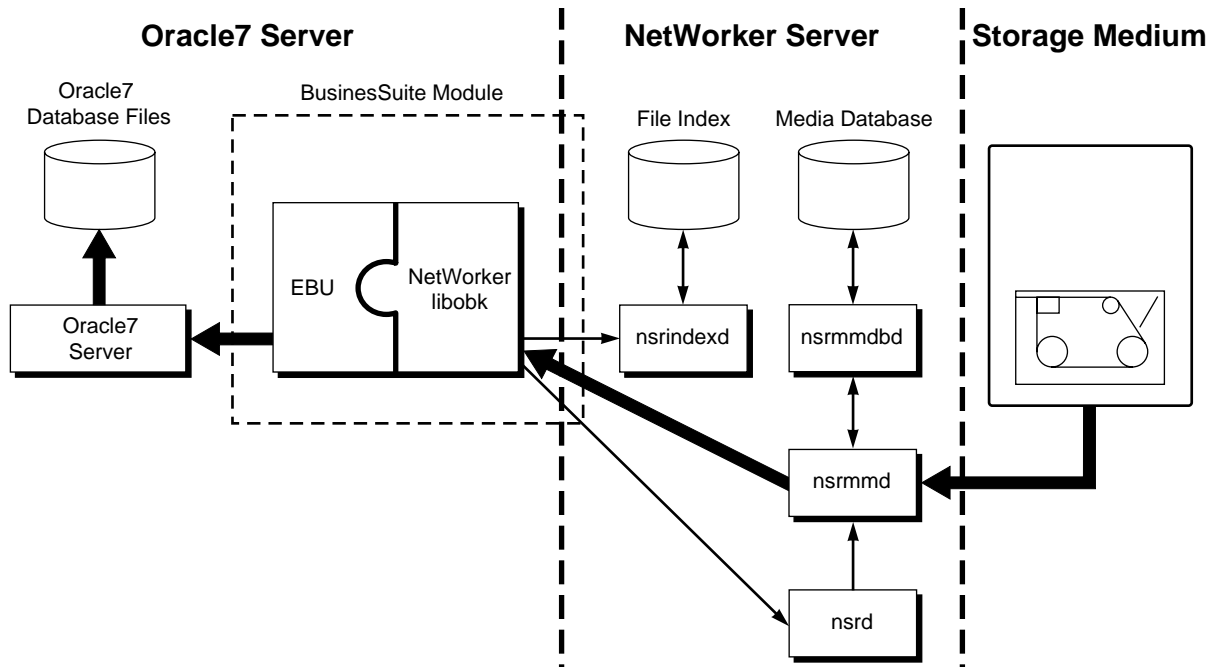 Oracle7 Server
NetWorker Server
Storage Medium
Oracle7
Database Files
BusinesSuite Module
File Index
Media Database
EBU
NetWorker
libobk
Oracle7
Server
nsrindexd
nsrmmdbd
nsrmmd
nsrd